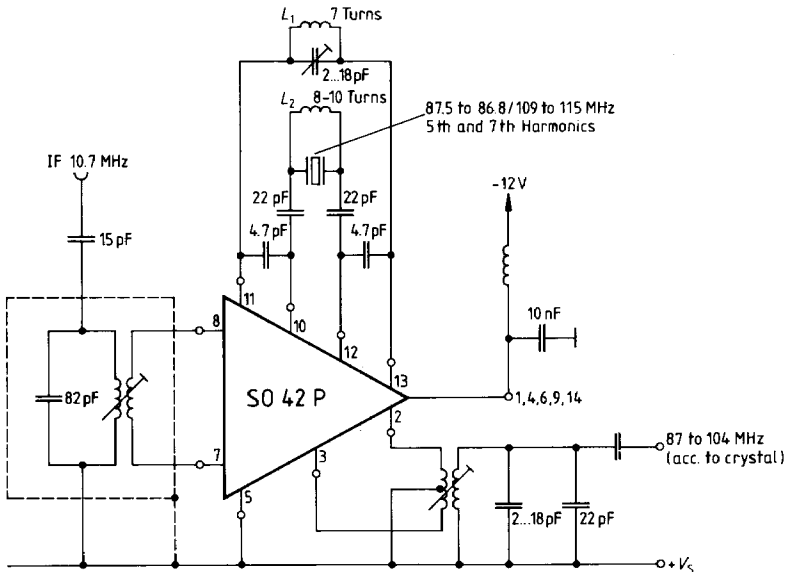 L1 7 Turns
2...18 pF
L2 8-10 Turns
87.5 to 86.8/109 to 115 MHz
5th and 7th Harmonics
IF 10.7 MHz
-12 V
22 pF
22 pF
15 pF
4.7 pF
4.7 pF
10 nF
11
8
10
12
13
82 pF
SO 42 P
1,4,6,9,14
2
7
3
87 to 104 MHz
(acc. to crystal)
5
2...18 pF
22 pF
+VS